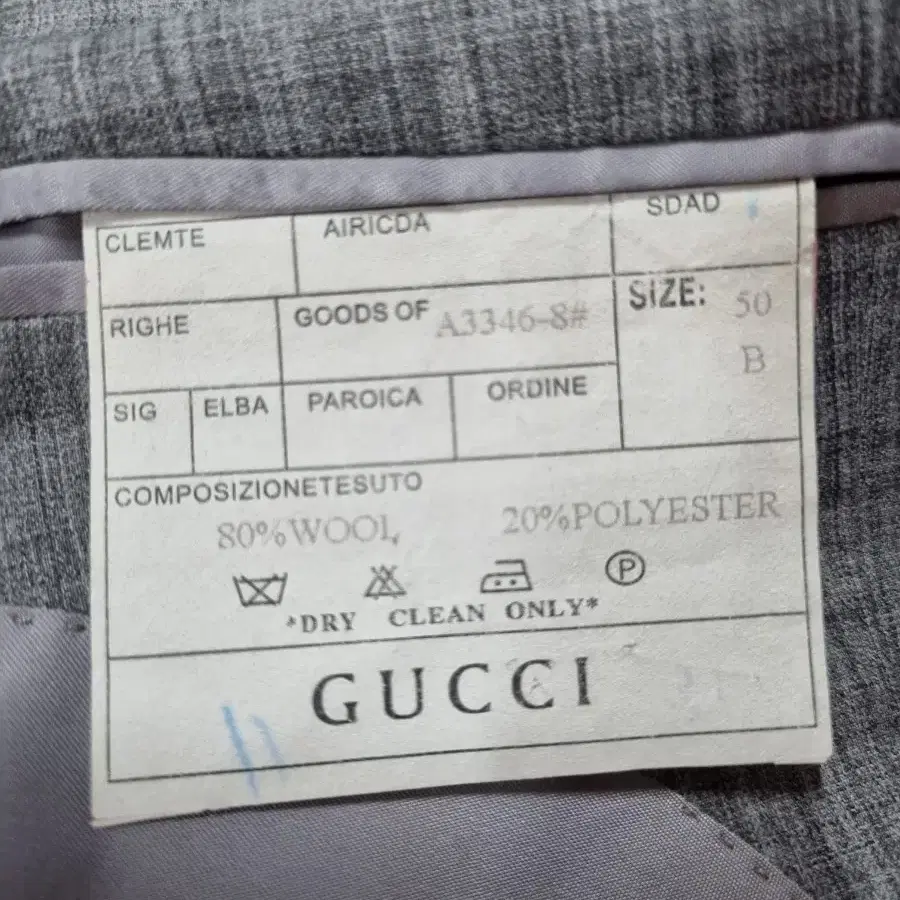 CLEMTE AIRICDA SDAD
RIGHE GOODS OF A3346-8# SIZE: 50
B
SIG ELBA PAROICA ORDINE
COMPOSIZIONETESUTO
80%WOOL, 20%POLYESTER
P
*DRY CLEAN ONLY*
GUCCI